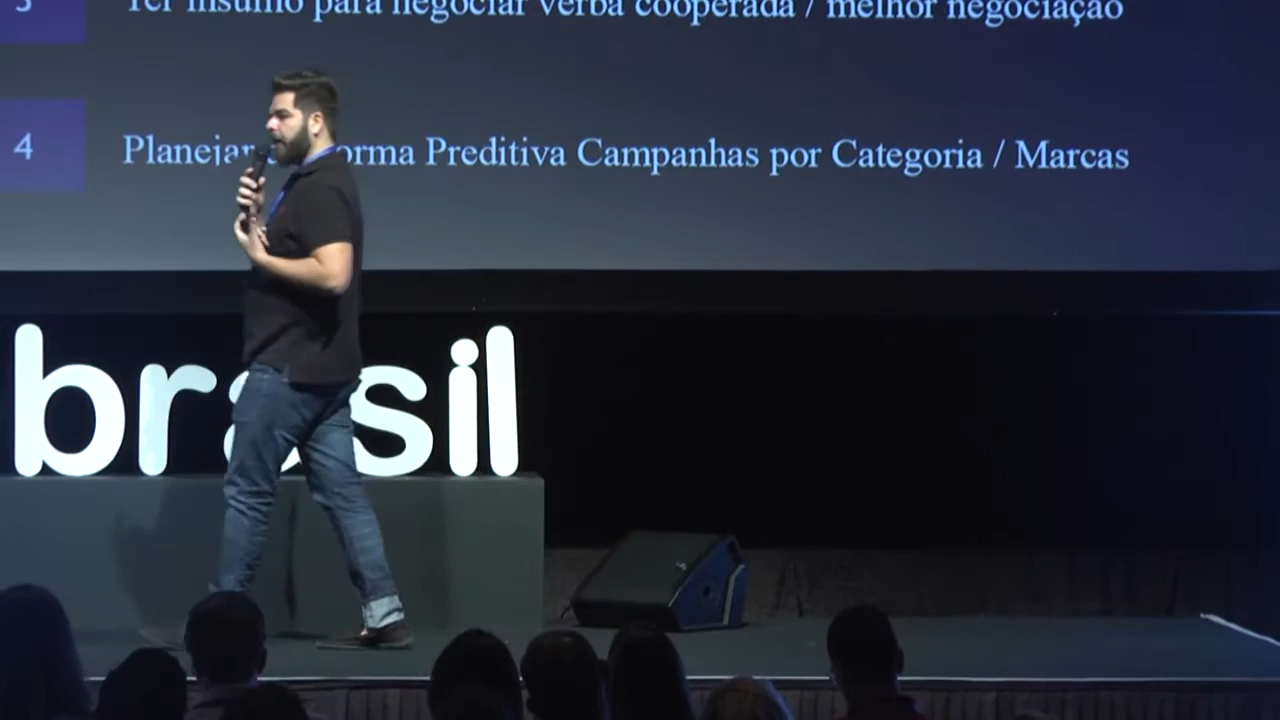 3 Ter insumo para negociar verba cooperada / melhor negociação
4 Planejar forma Preditiva Campanhas por Categoria / Marcas
brasil